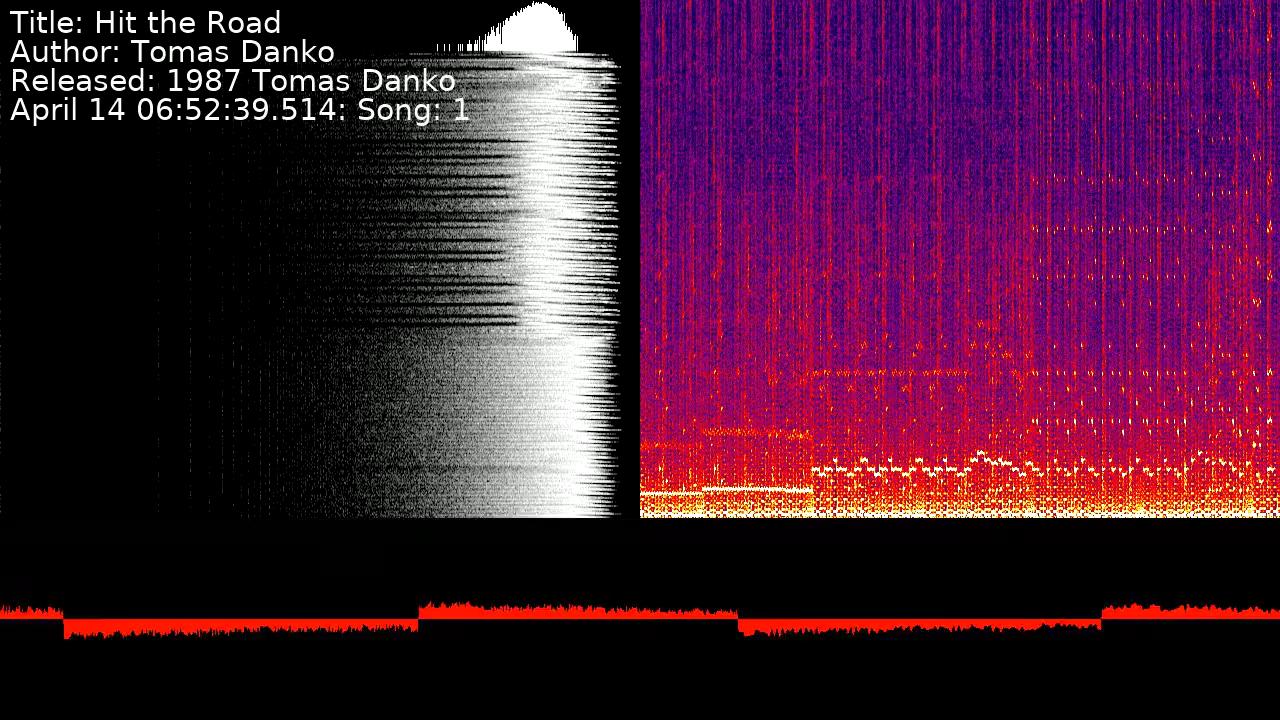 Title: Hit the Road
Author: Tomas Danko
Released: 1987 Tomas Danko
April 14 06:52:39.514. Song. 1